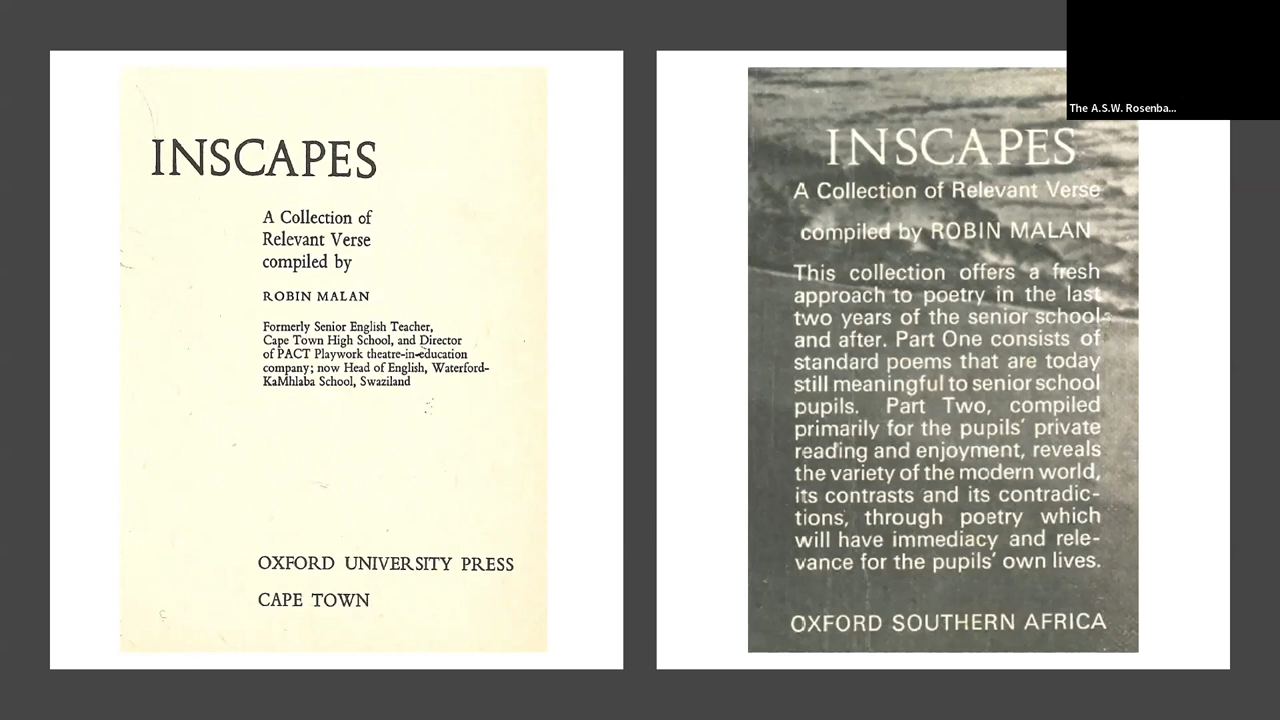 INSCAPES
A Collection of
Relevant Verse
compiled by
ROBIN MALAN
Formerly Senior English Teacher,
Cape Town High School, and Director
of PACT Playwork theatre-in-education
company; now Head of English, Waterford-
KaMhlaba School, Swaziland
OXFORD UNIVERSITY PRESS
CAPE TOWN
The A.S.W. Rosenba...
INSCAPES
A Collection of Relevant Verse
compiled by ROBIN MALAN
This collection offers a fresh
approach to poetry in the last
two years of the senior school
and after. Part One consists of
standard poems that are today
still meaningful to senior school
pupils. Part Two, compiled
primarily for the pupils' private
reading and enjoyment, reveals
the variety of the modern world,
its contrasts and its contradic-
tions, through poetry which
will have immediacy and rele-
vance for the pupils' own lives.
OXFORD SOUTHERN AFRICA